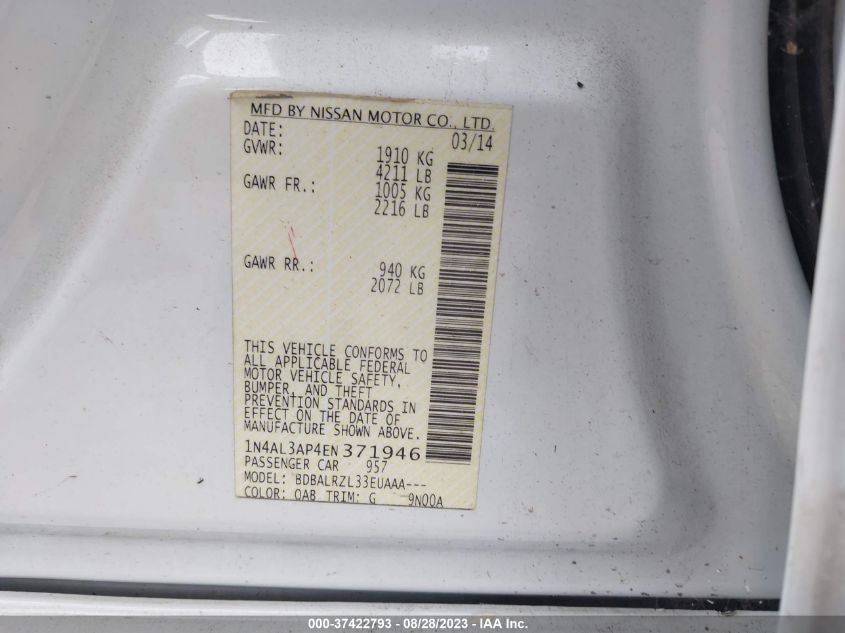 MFD BY NISSAN MOTOR CO., LTD.
DATE: 03/14
GVWR: 1910 KG
4211 LB
GAWR FR.: 1005 KG
2216 LB
GAWR RR.: 940 KG
2072 LB
THIS VEHICLE CONFORMS TO
ALL APPLICABLE FEDERAL
MOTOR VEHICLE SAFETY,
BUMPER, AND THEFT
PREVENTION STANDARDS IN
EFFECT ON THE DATE OF
MANUFACTURE SHOWN ABOVE.
1N4AL3AP4EN371946
PASSENGER CAR 957
MODEL: BDBALRZL33EUAAA---
COLOR: QAB TRIM: G 9N00A
000-37422793 - 08/28/2023 - IAA Inc.